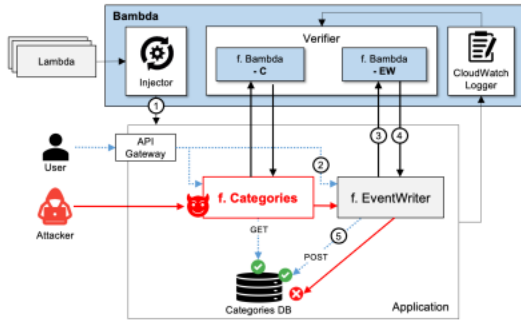 Bambda
Lambda
Injector
Verifier
f. Bambda
- C
f. Bambda
- EW
CloudWatch
Logger
1
User
API
Gateway
2
3
4
Attacker
f. Categories
f. EventWriter
GET
POST
5
Categories DB
Application